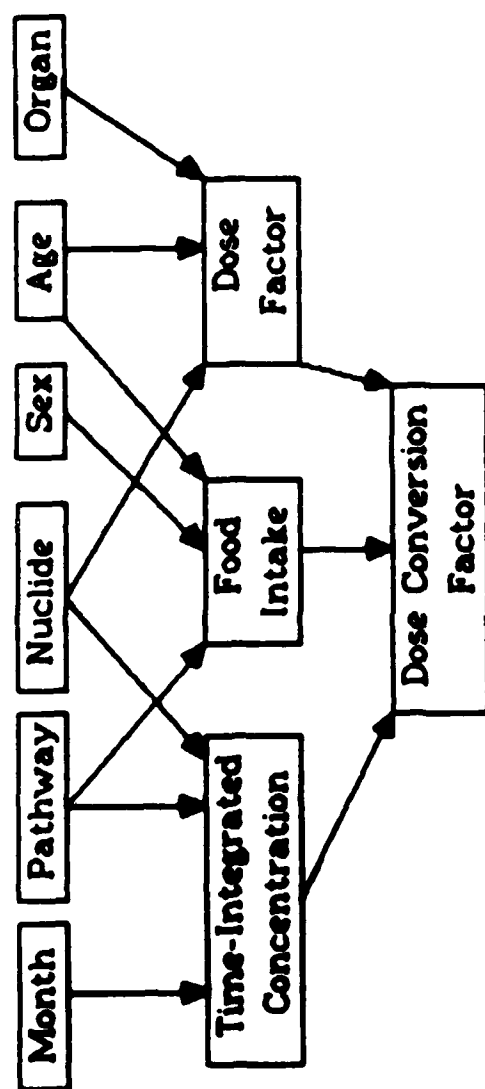 Month
Pathway
Nuclide
Sex
Age
Organ
Time-Integrated
Concentration
Food
Intake
Dose
Factor
Dose Conversion
Factor